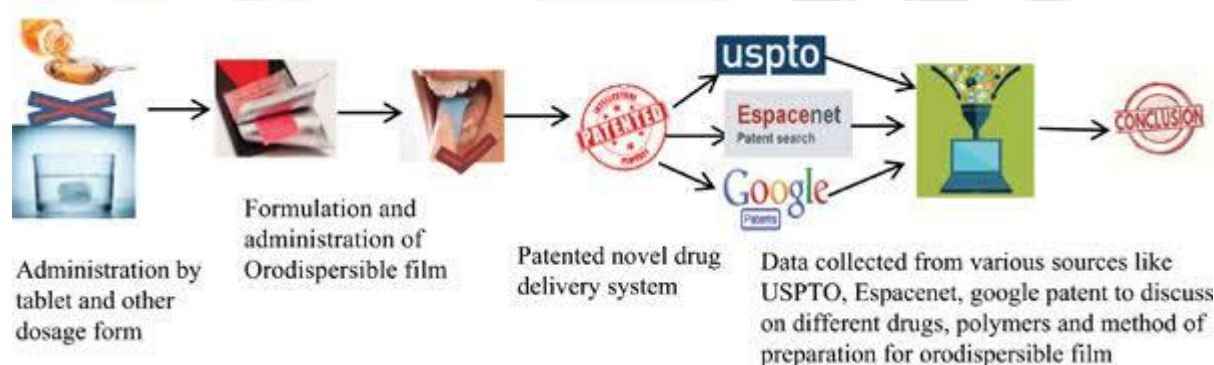 uspto
PATENTED
Espacenet
Patent search
CONCLUSION
Google
Patents
Formulation and
administration of
Orodispersible film
Administration by
tablet and other
dosage form
Patented novel drug
delivery system
Data collected from various sources like
USPTO, Espacenet, google patent to discuss
on different drugs, polymers and method of
preparation for orodispersible film